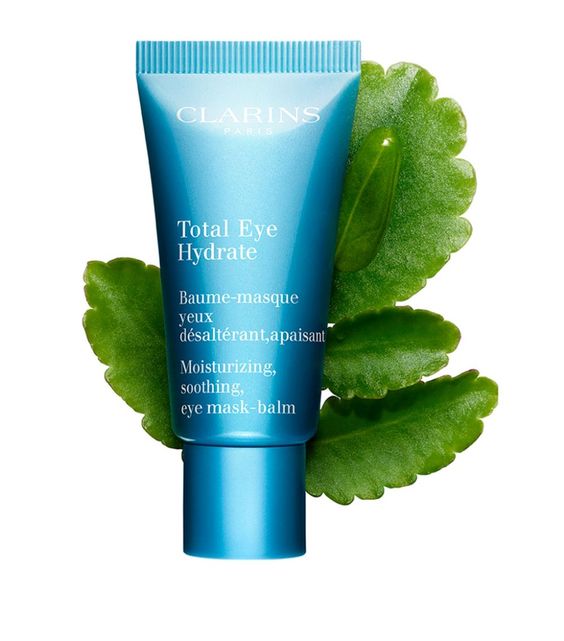 CLARINS
PARIS
Total Eye
Hydrate
Baume-masque
yeux
désaltérant,apaisant
Moisturizing,
soothing,
eye mask-balm